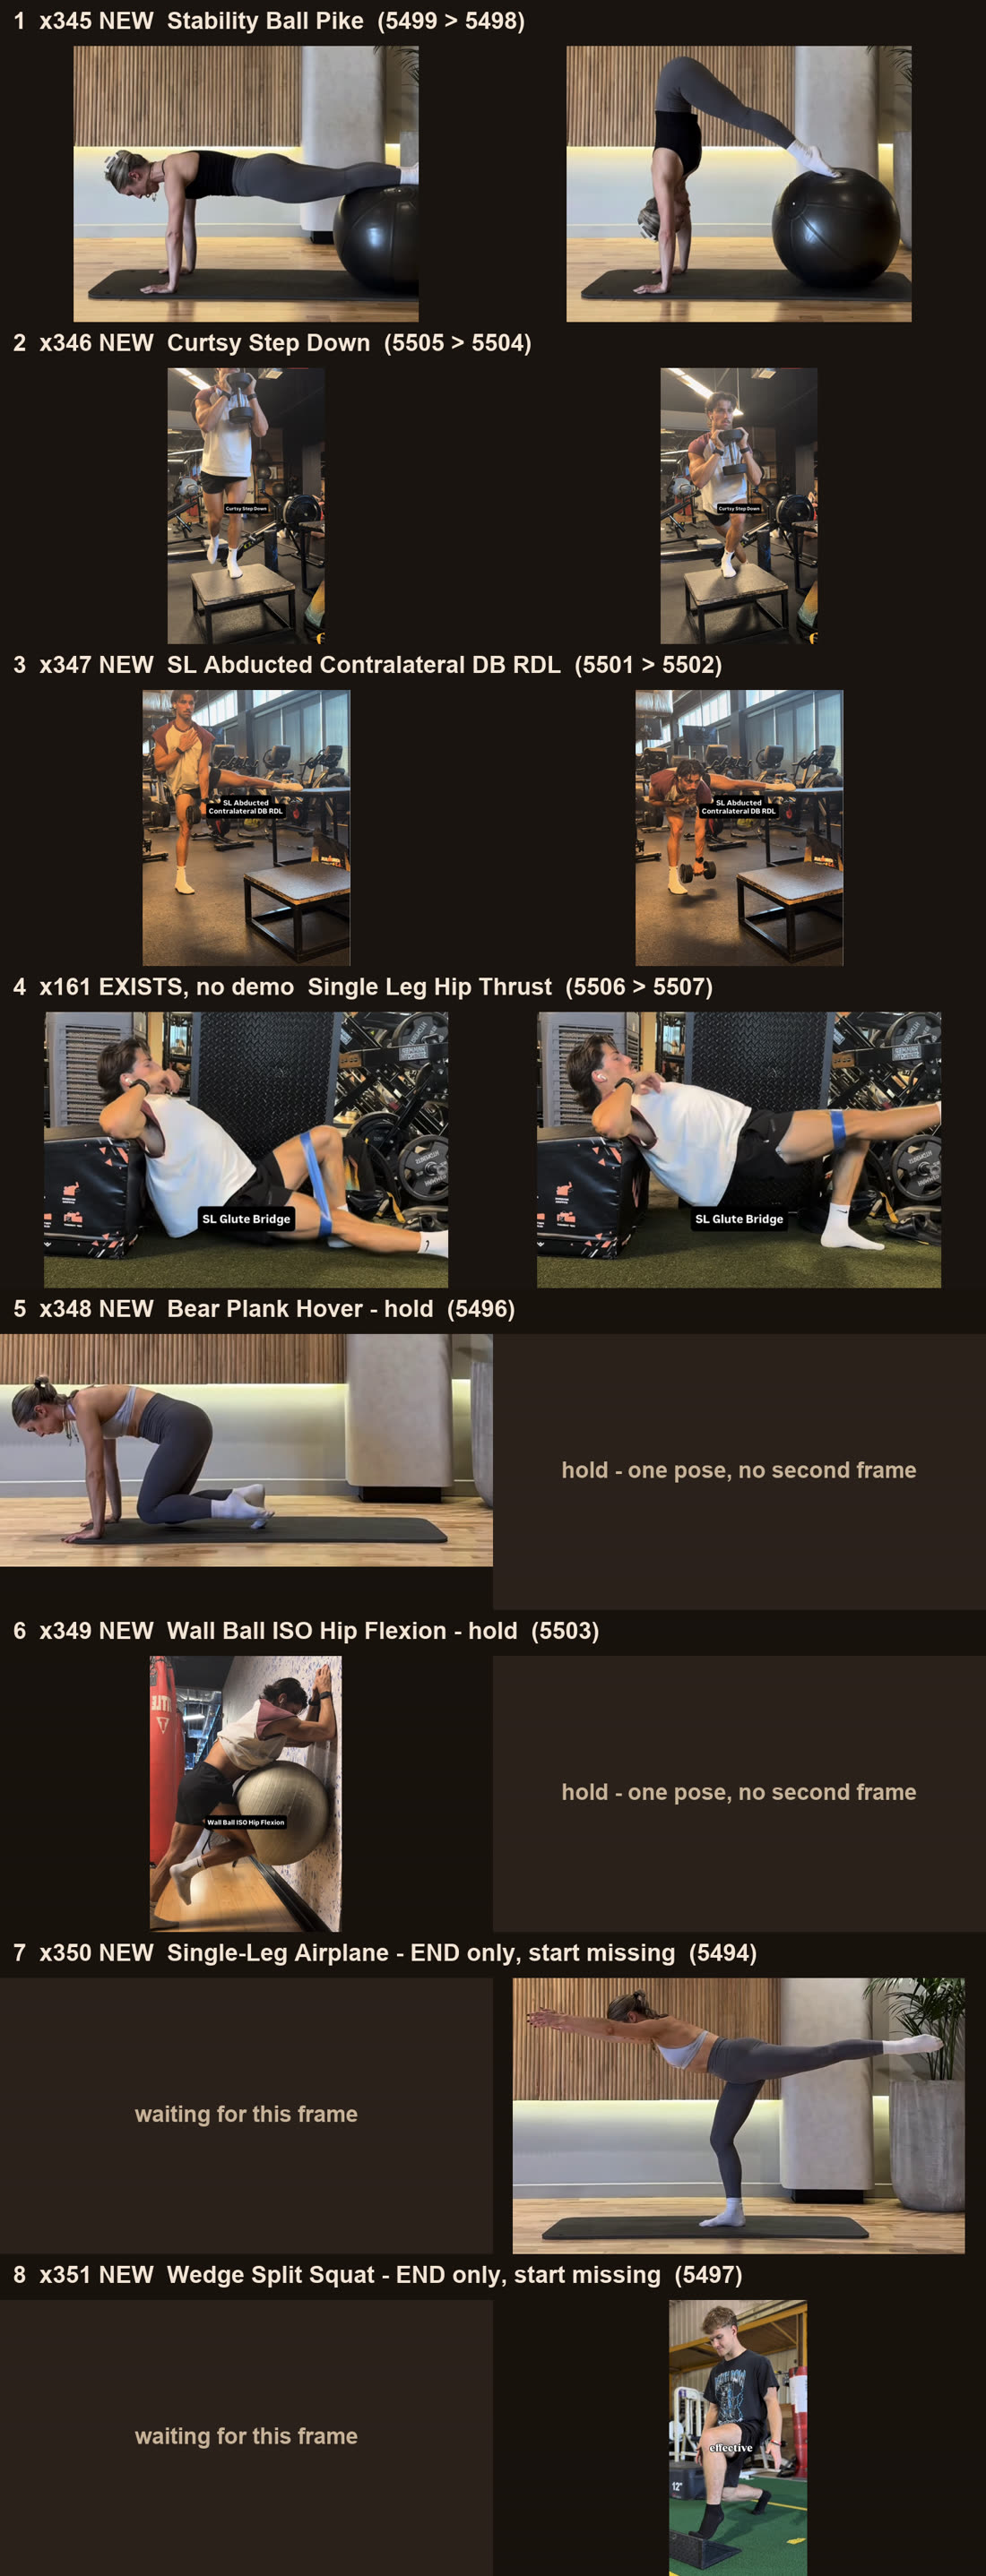 1 x345 NEW Stability Ball Pike (5499 > 5498)
2 x346 NEW Curtsy Step Down (5505 > 5504)
Curtsy Step Down
Curtsy Step Down
3 x347 NEW SL Abducted Contralateral DB RDL (5501 > 5502)
SL Abducted
Contralateral DB RDL
SL Abducted
Contralateral DB RDL
4 x161 EXISTS, no demo Single Leg Hip Thrust (5506 > 5507)
SL Glute Bridge
SL Glute Bridge
5 x348 NEW Bear Plank Hover - hold (5496)
hold - one pose, no second frame
6 x349 NEW Wall Ball ISO Hip Flexion - hold (5503)
Wall Ball ISO Hip Flexion
hold - one pose, no second frame
7 x350 NEW Single-Leg Airplane - END only, start missing (5494)
waiting for this frame
8 x351 NEW Wedge Split Squat - END only, start missing (5497)
waiting for this frame
effective
12"